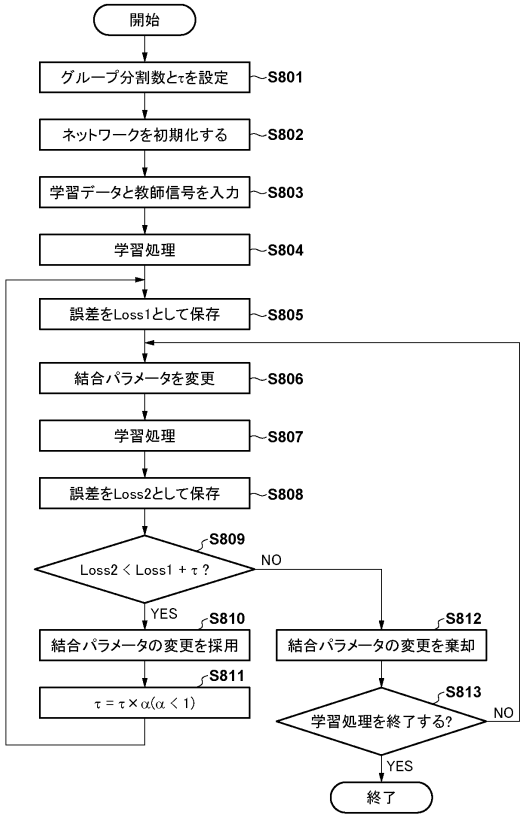 開始
グループ分割数とτを設定 S801
ネットワークを初期化する S802
学習データと教師信号を入力 S803
学習処理 S804
誤差をLoss1として保存 S805
結合パラメータを変更 S806
学習処理 S807
誤差をLoss2として保存 S808
S809
Loss2 < Loss1 + τ ?
NO
YES
S810
結合パラメータの変更を採用
S811
τ = τ × α(α < 1)
S812
結合パラメータの変更を棄却
S813
学習処理を終了する?
NO
YES
終了